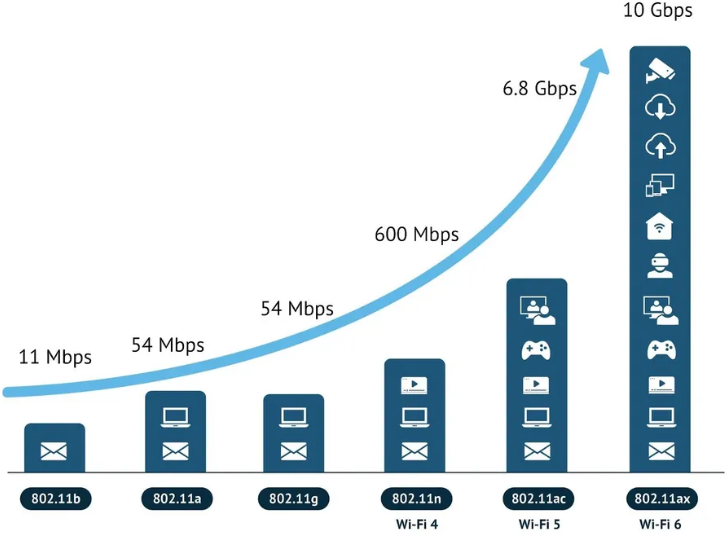 10 Gbps
6.8 Gbps
600 Mbps
54 Mbps
54 Mbps
11 Mbps
802.11b
802.11a
802.11g
802.11n
802.11ac
802.11ax
Wi-Fi 4
Wi-Fi 5
Wi-Fi 6